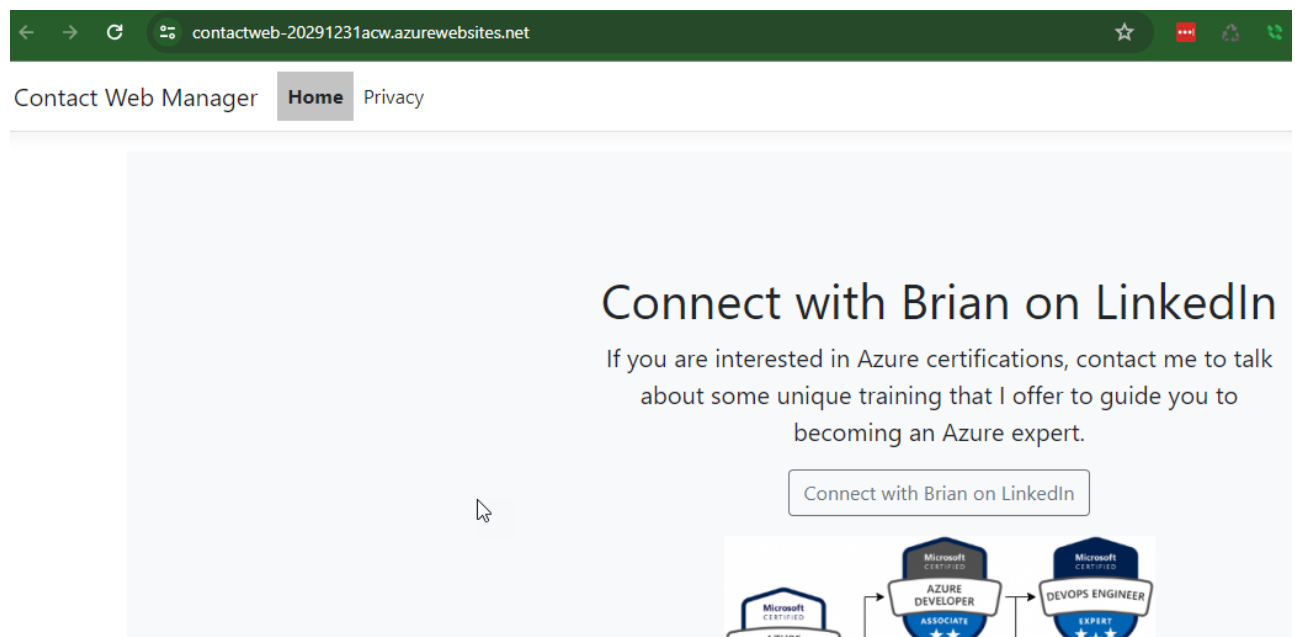 contactweb-20291231acw.azurewebsites.net
Contact Web Manager Home Privacy
Connect with Brian on LinkedIn
If you are interested in Azure certifications, contact me to talk
about some unique training that I offer to guide you to
becoming an Azure expert.
Connect with Brian on LinkedIn
Microsoft
CERTIFIED
AZURE
DEVELOPER
ASSOCIATE
Microsoft
CERTIFIED
DEVOPS ENGINEER
EXPERT
Microsoft
CERTIFIED